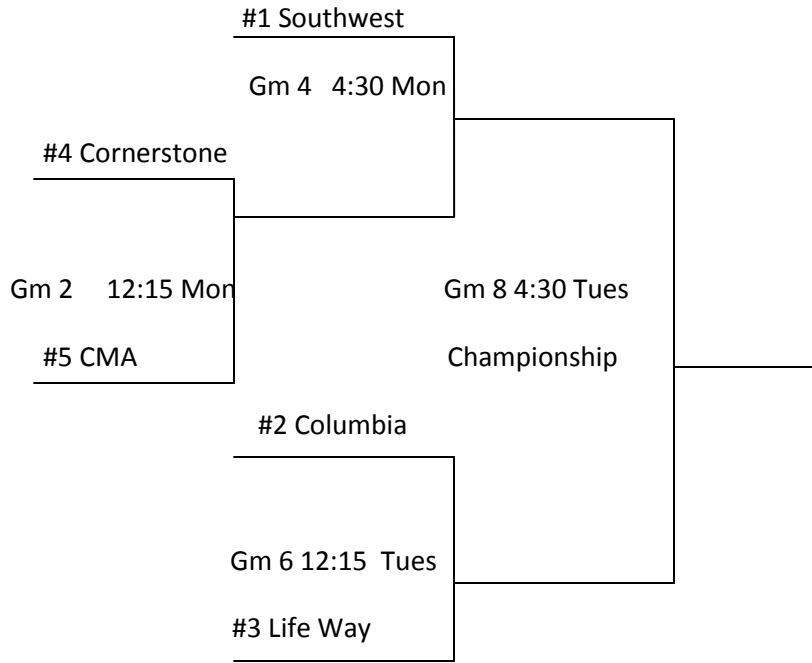 #1 Southwest
Gm 4 4:30 Mon
#4 Cornerstone
Gm 2 12:15 Mon
Gm 8 4:30 Tues
#5 CMA
Championship
#2 Columbia
Gm 6 12:15 Tues
#3 Life Way